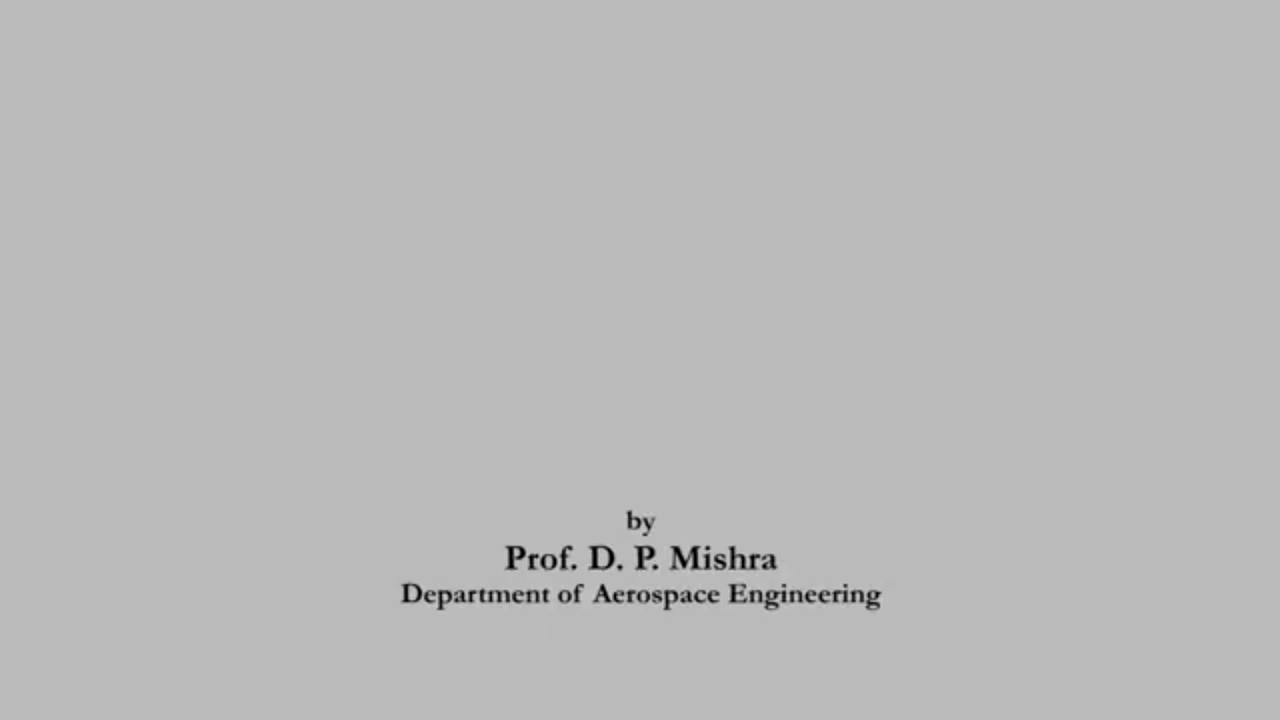 by
Prof. D. P. Mishra
Department of Aerospace Engineering